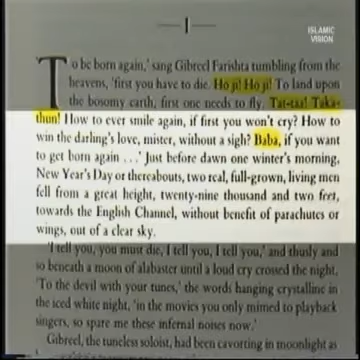 I
ISLAMIC
VISION
To be born again,' sang Gibreel Farishta tumbling from the
heavens, 'first you have to die. Ho ji! Ho ji! To land upon
the bosomy earth, first one needs to fly. Tat-taa! Taka-
thun! How to ever smile again, if first you won't cry? How to
win the darling's love, mister, without a sigh? Baba, if you want
to get born again . . .' Just before dawn one winter's morning,
New Year's Day or thereabouts, two real, full-grown, living men
fell from a great height, twenty-nine thousand and two feet,
towards the English Channel, without benefit of parachutes or
wings, out of a clear sky.
'I tell you, you must die, I tell you, I tell you,' and thusly and
so beneath a moon of alabaster until a loud cry crossed the night,
'To the devil with your tunes,' the words hanging crystalline in
the iced white night, 'in the movies you only mimed to playback
singers, so spare me these infernal noises now.'
Gibreel, the tuneless soloist, had been cavorting in moonlight as